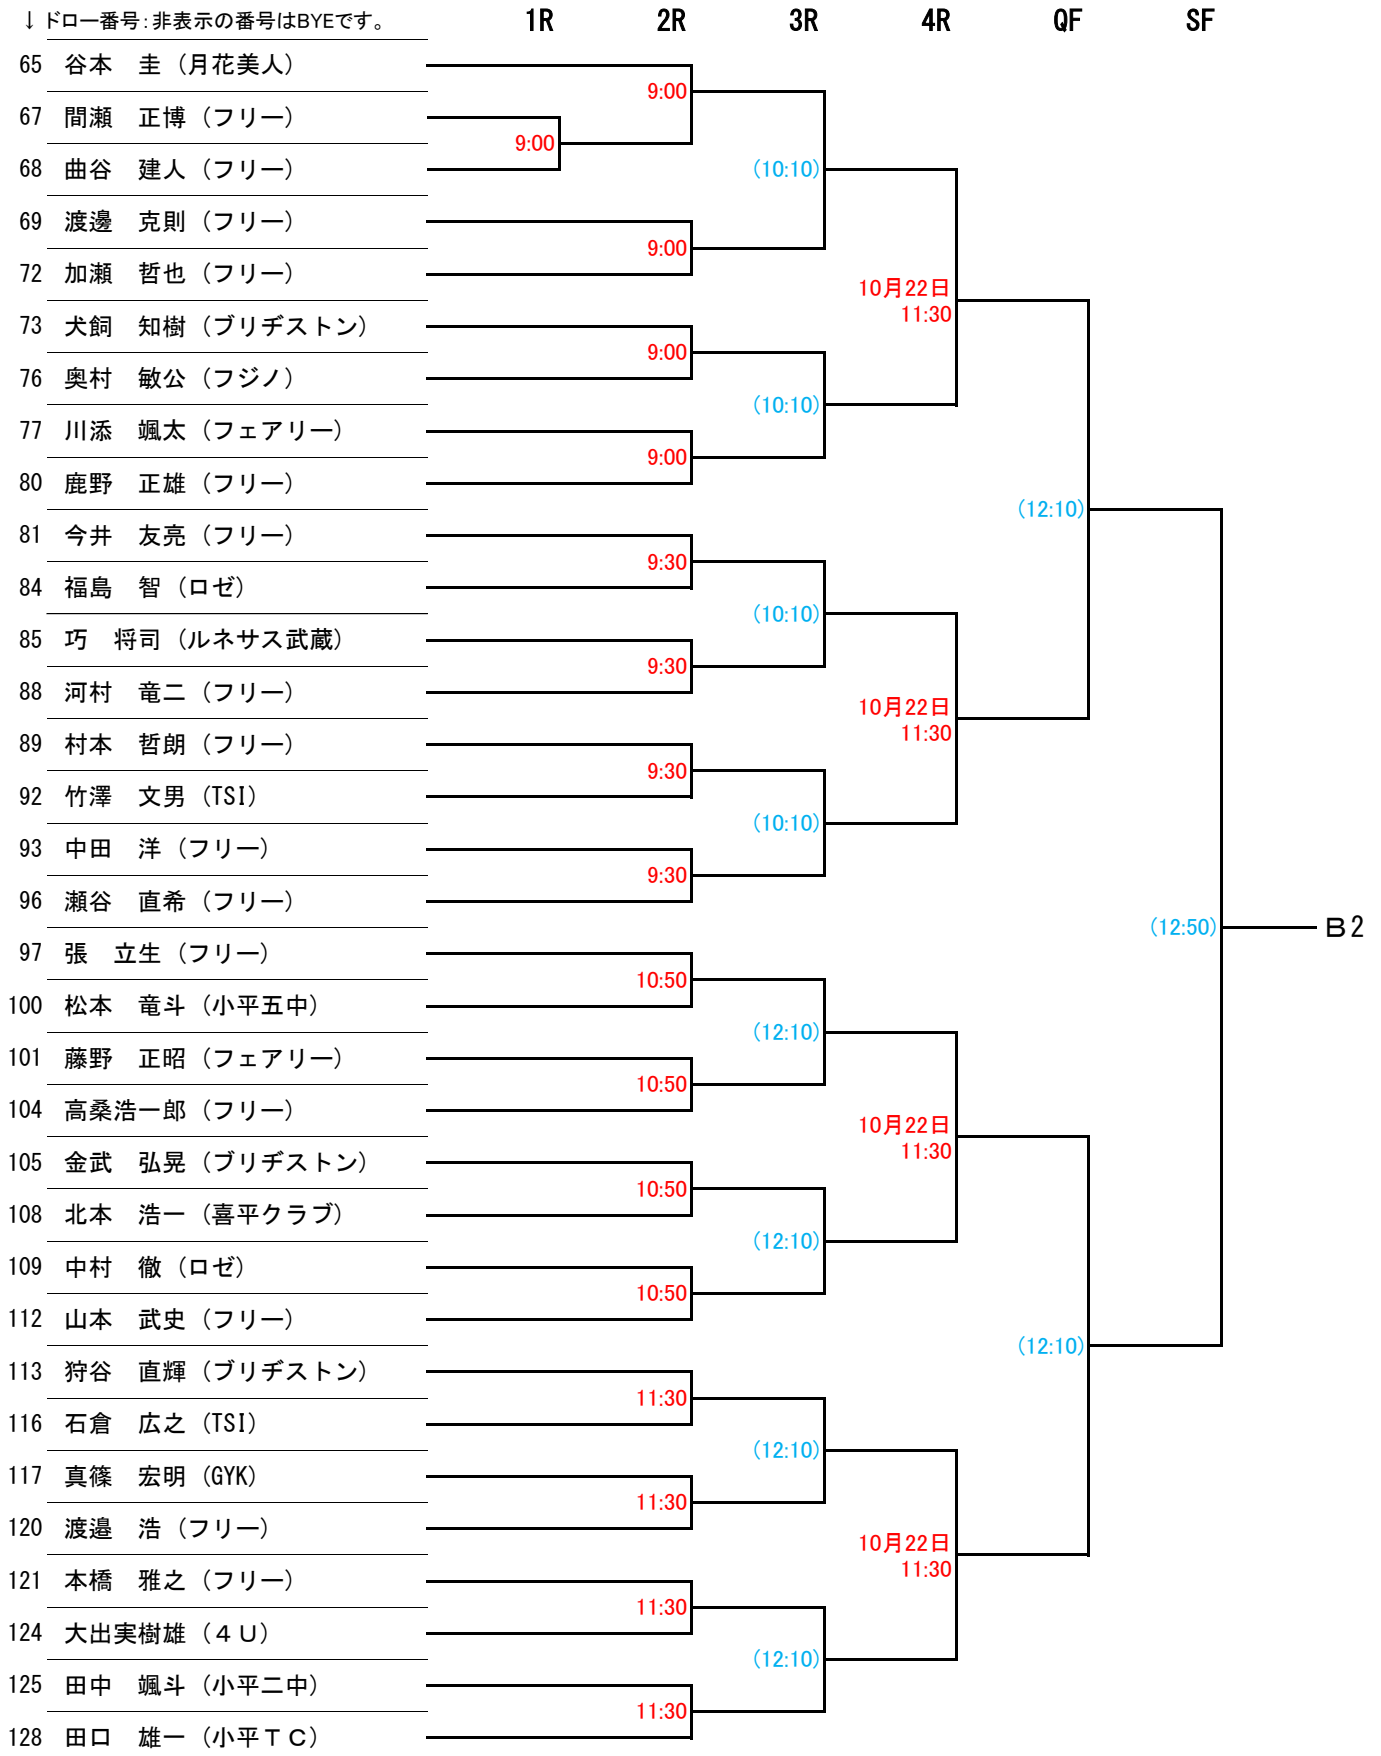 ↓ドロー番号：非表示の番号はBYEです。 1R 2R 3R 4R QF SF
65 谷本　圭（月花美人）
9:00
67 間瀬　正博（フリー）
9:00
68 曲谷　建人（フリー） (10:10)
69 渡邊　克則（フリー）
9:00
72 加瀬　哲也（フリー）
10月22日
11:30
73 犬飼　知樹（ブリヂストン）
9:00
76 奥村　敏公（フジノ）
(10:10)
77 川添　颯太（フェアリー）
9:00
80 鹿野　正雄（フリー）
(12:10)
81 今井　友亮（フリー）
9:30
84 福島　智（ロゼ）
(10:10)
85 巧　将司（ルネサス武蔵）
9:30
88 河村　竜二（フリー）
10月22日
11:30
89 村本　哲朗（フリー）
9:30
92 竹澤　文男（TSI）
(10:10)
93 中田　洋（フリー）
9:30
96 瀬谷　直希（フリー）
(12:50) B2
97 張　立生（フリー）
10:50
100 松本　竜斗（小平五中）
(12:10)
101 藤野　正昭（フェアリー）
10:50
104 高桑浩一郎（フリー）
10月22日
11:30
105 金武　弘晃（ブリヂストン）
10:50
108 北本　浩一（喜平クラブ）
(12:10)
109 中村　徹（ロゼ）
10:50
112 山本　武史（フリー）
(12:10)
113 狩谷　直輝（ブリヂストン）
11:30
116 石倉　広之（TSI）
(12:10)
117 真篠　宏明（GYK）
11:30
120 渡邉　浩（フリー）
10月22日
11:30
121 本橋　雅之（フリー）
11:30
124 大出実樹雄（４Ｕ）
(12:10)
125 田中　颯斗（小平二中）
11:30
128 田口　雄一（小平ＴＣ）